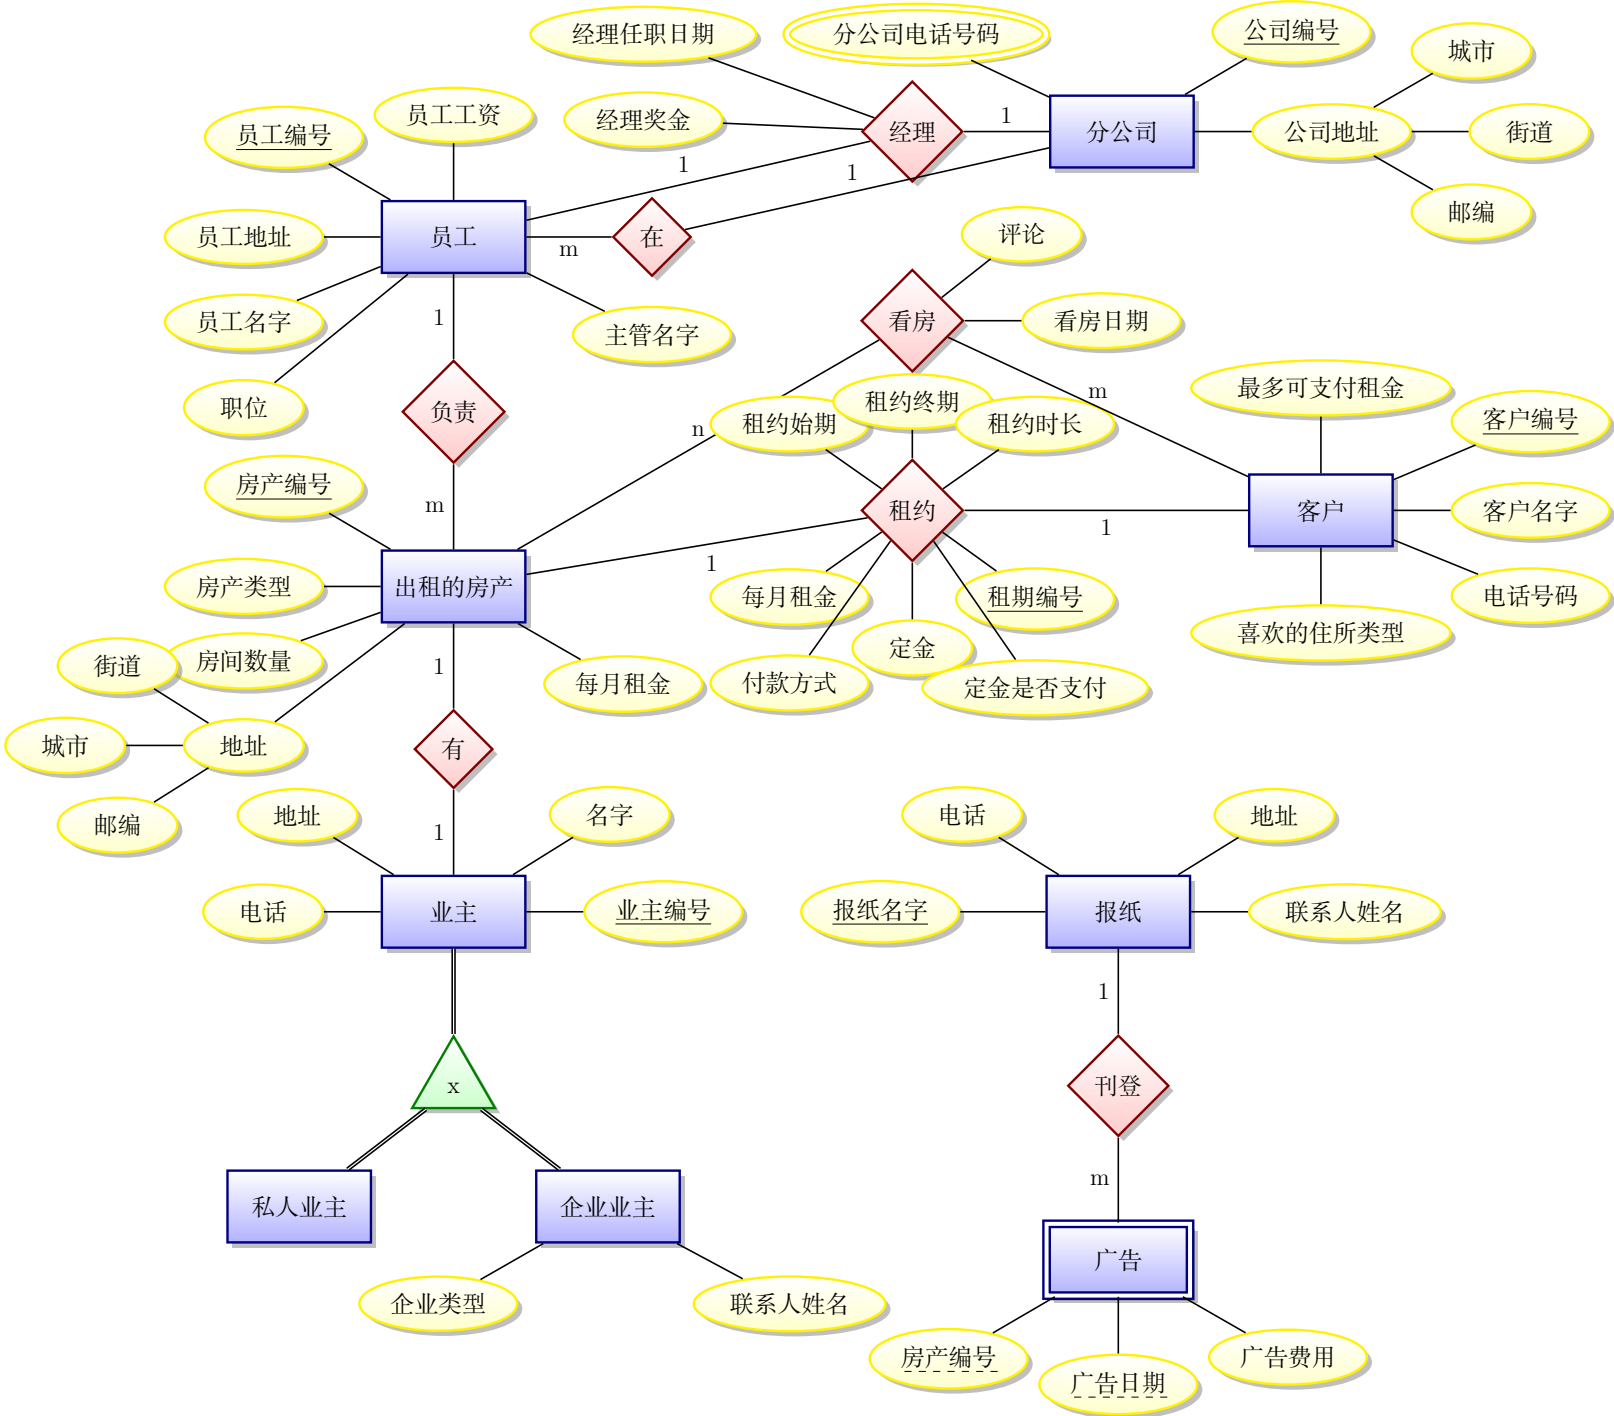 经理任职日期
分公司电话号码
公司编号
城市
员工工资
员工编号
经理奖金
经理
1
分公司
公司地址
街道
1
1
员工地址
员工
m
在
评论
邮编
员工名字
1
主管名字
看房
看房日期
职位
负责
租约始期
租约终期
租约时长
m
最多可支付租金
客户编号
n
房产编号
m
租约
1
客户
客户名字
房产类型
出租的房产
1
每月租金
租期编号
电话号码
街道
房间数量
1
每月租金
付款方式
定金
定金是否支付
喜欢的住所类型
城市
地址
有
邮编
地址
1
名字
电话
地址
电话
业主
业主编号
报纸名字
报纸
联系人姓名
1
x
刊登
m
私人业主
企业业主
广告
企业类型
联系人姓名
房产编号
广告日期
广告费用